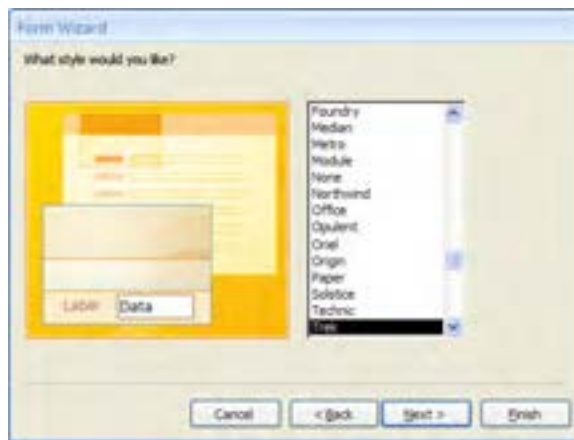 Form Wizard
What style would you like?
Foundry
Median
Metro
Module
None
Northwind
Office
Opulent
Oriel
Origin
Paper
Solstice
Technic
Trek
Label Data
Cancel
< Back
Next >
Finish